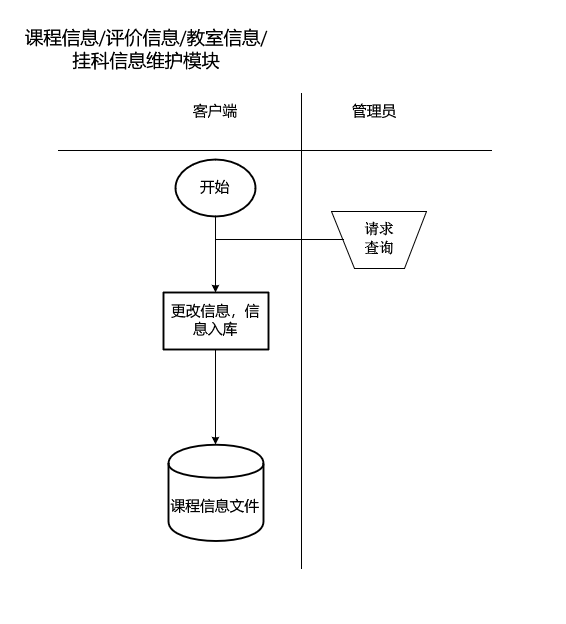 课程信息/评价信息/教室信息/
挂科信息维护模块
客户端
管理员
开始
请求
查询
更改信息，信
息入库
课程信息文件